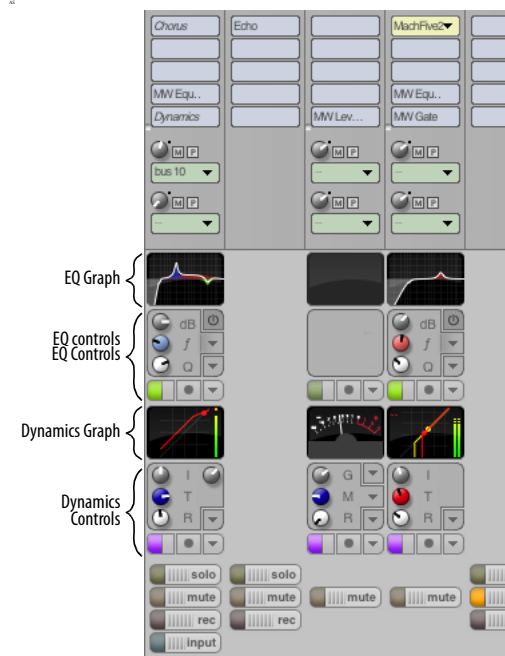 Chorus Echo MachFive2
MW Equ.. MW Equ..
Dynamics MW Lev... MW Gate
M P M P M P
bus 10 --- ---
M P M P M P
--- --- ---
EQ Graph
dB dB
EQ controls
EQ Controls
f f
Q Q
Dynamics Graph
I G I
Dynamics
Controls
T M T
R R R
solo solo
mute mute mute mute
rec rec
input